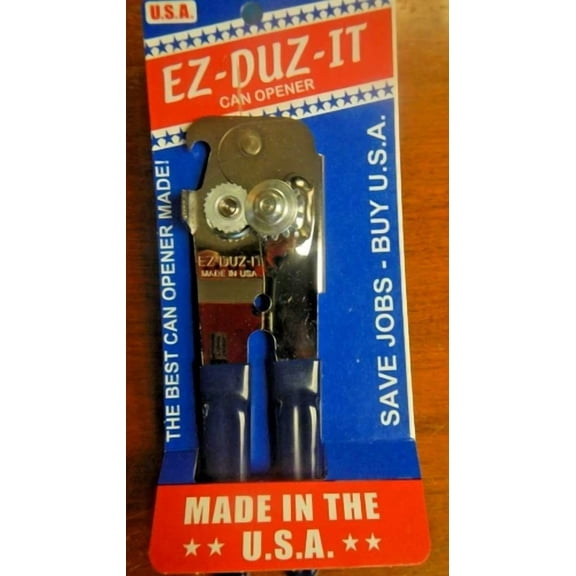 U.S.A.
EZ-DUZ-IT
CAN OPENER
THE BEST CAN OPENER MADE!
SAVE JOBS - BUY U.S.A.
EZ-DUZ-IT
MADE IN USA
MADE IN THE
U.S.A.